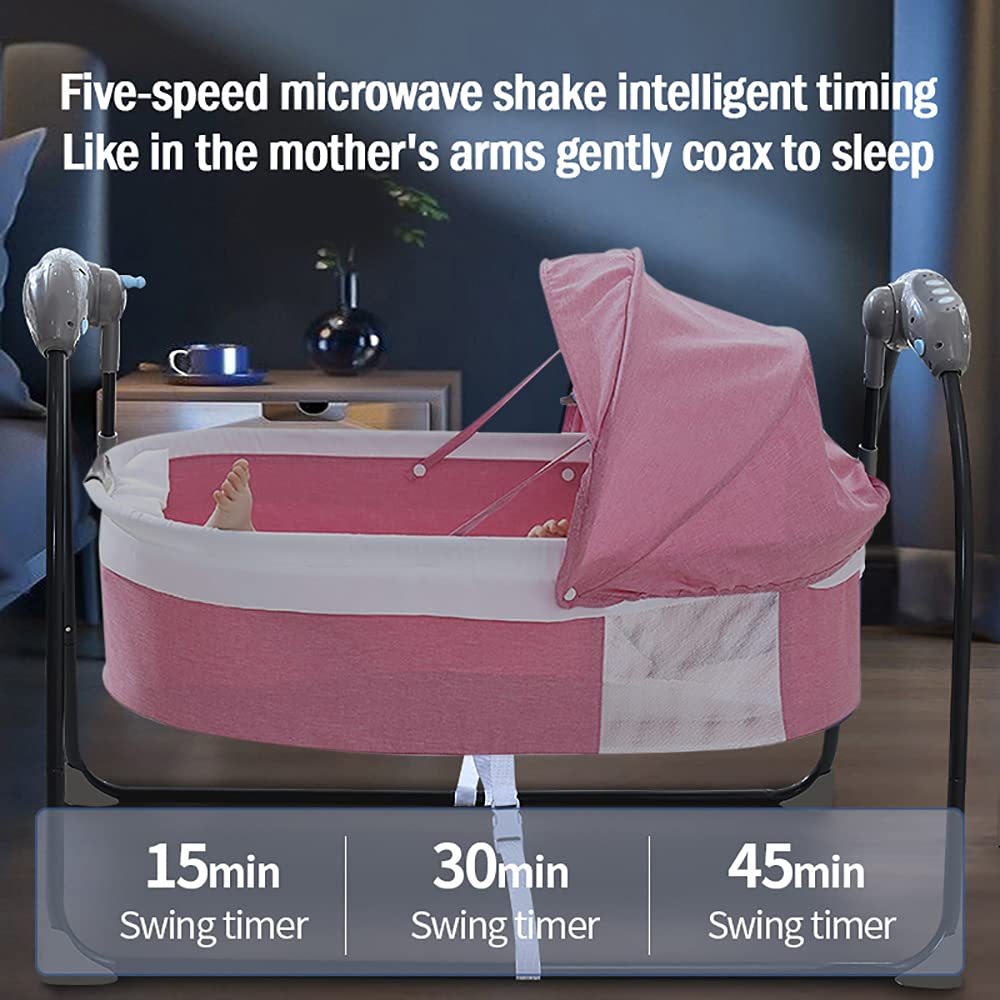 Five-speed microwave shake intelligent timing
Like in the mother's arms gently coax to sleep
15min
Swing timer
30min
Swing timer
45min
Swing timer